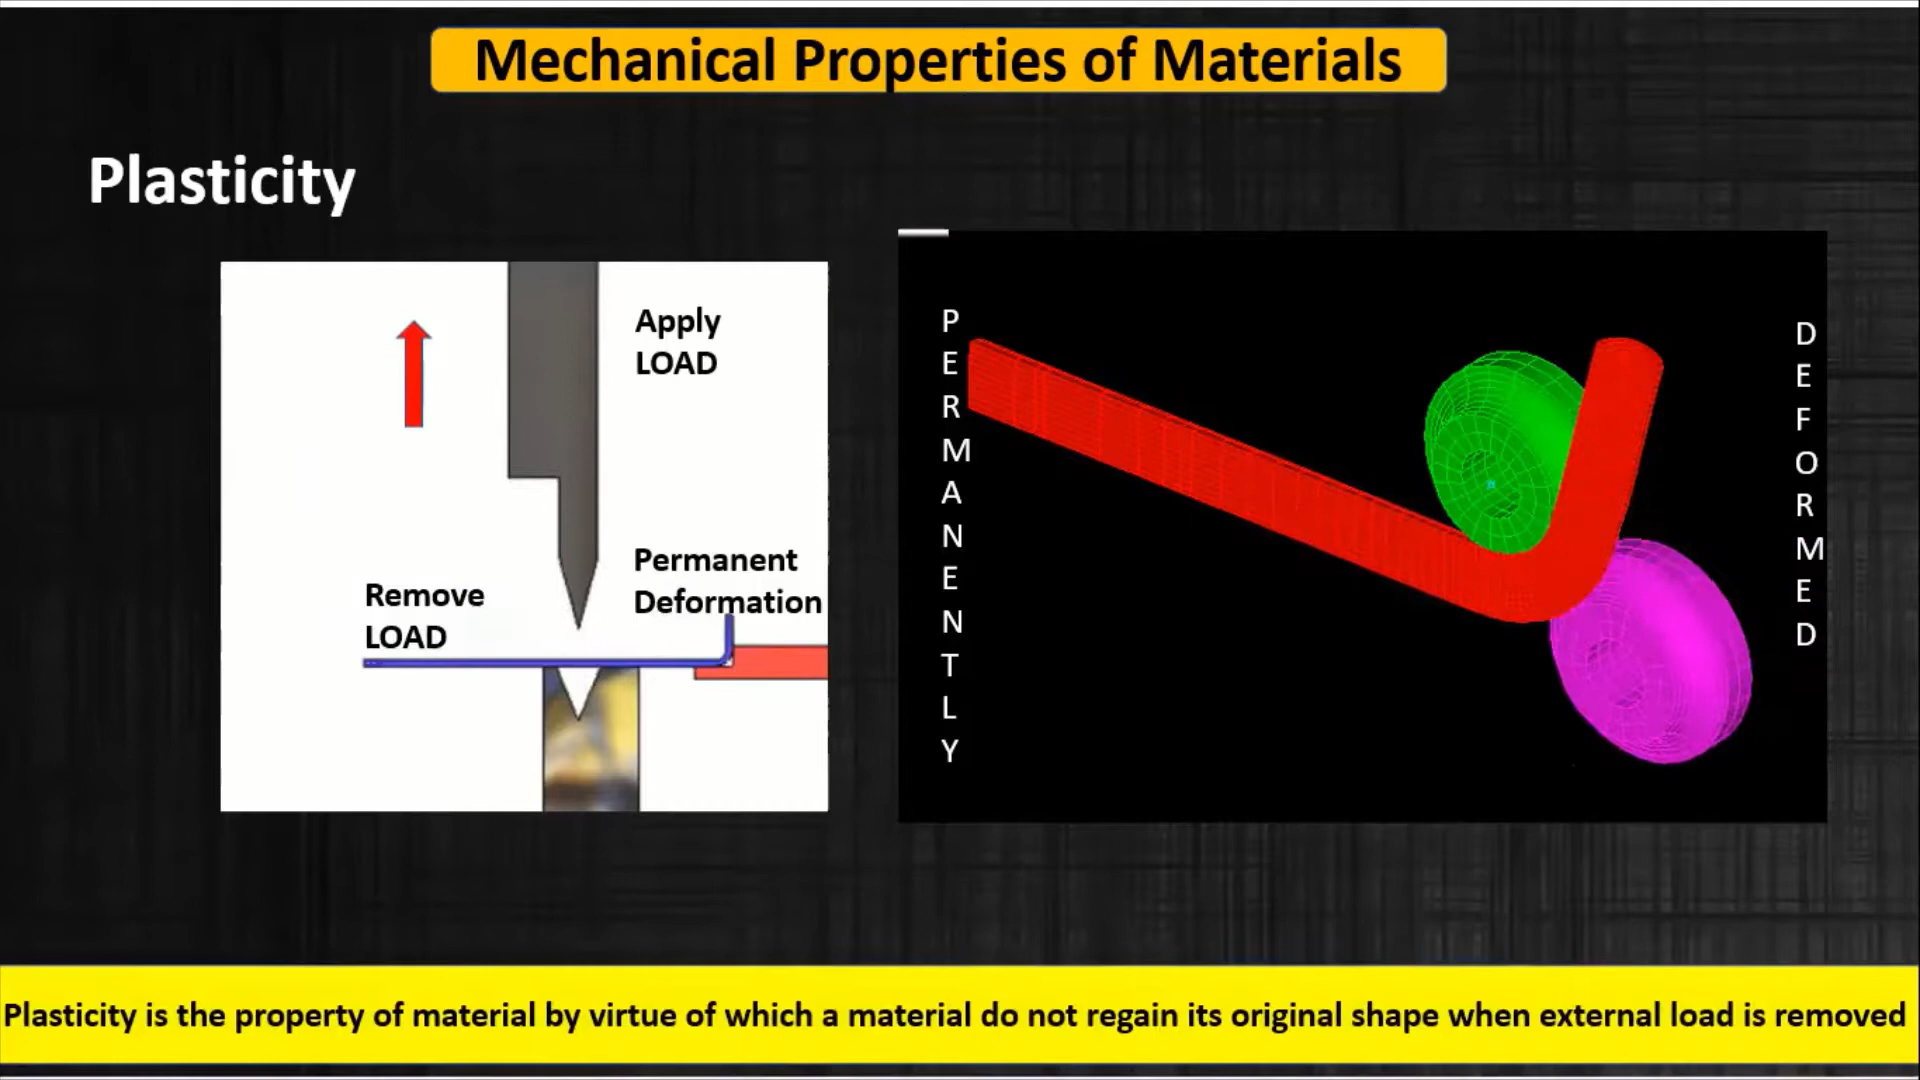 Mechanical Properties of Materials
Plasticity
Apply
LOAD
Permanent
Deformation
Remove
LOAD
PERMANENTLY
DEFORMED
Plasticity is the property of material by virtue of which a material do not regain its original shape when external load is removed